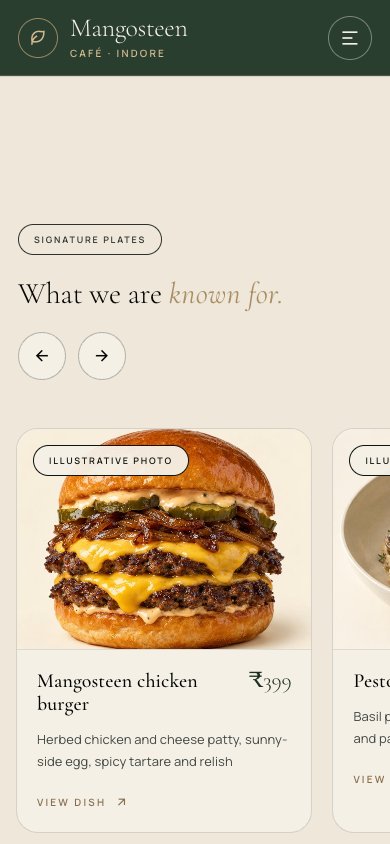 Mangosteen
CAFÉ · INDORE
SIGNATURE PLATES
What we are known for.
ILLUSTRATIVE PHOTO
ILLU
Mangosteen chicken
burger
₹399
Herbed chicken and cheese patty, sunny-
side egg, spicy tartare and relish
VIEW DISH
Pesto
Basil p
and pa
VIEW